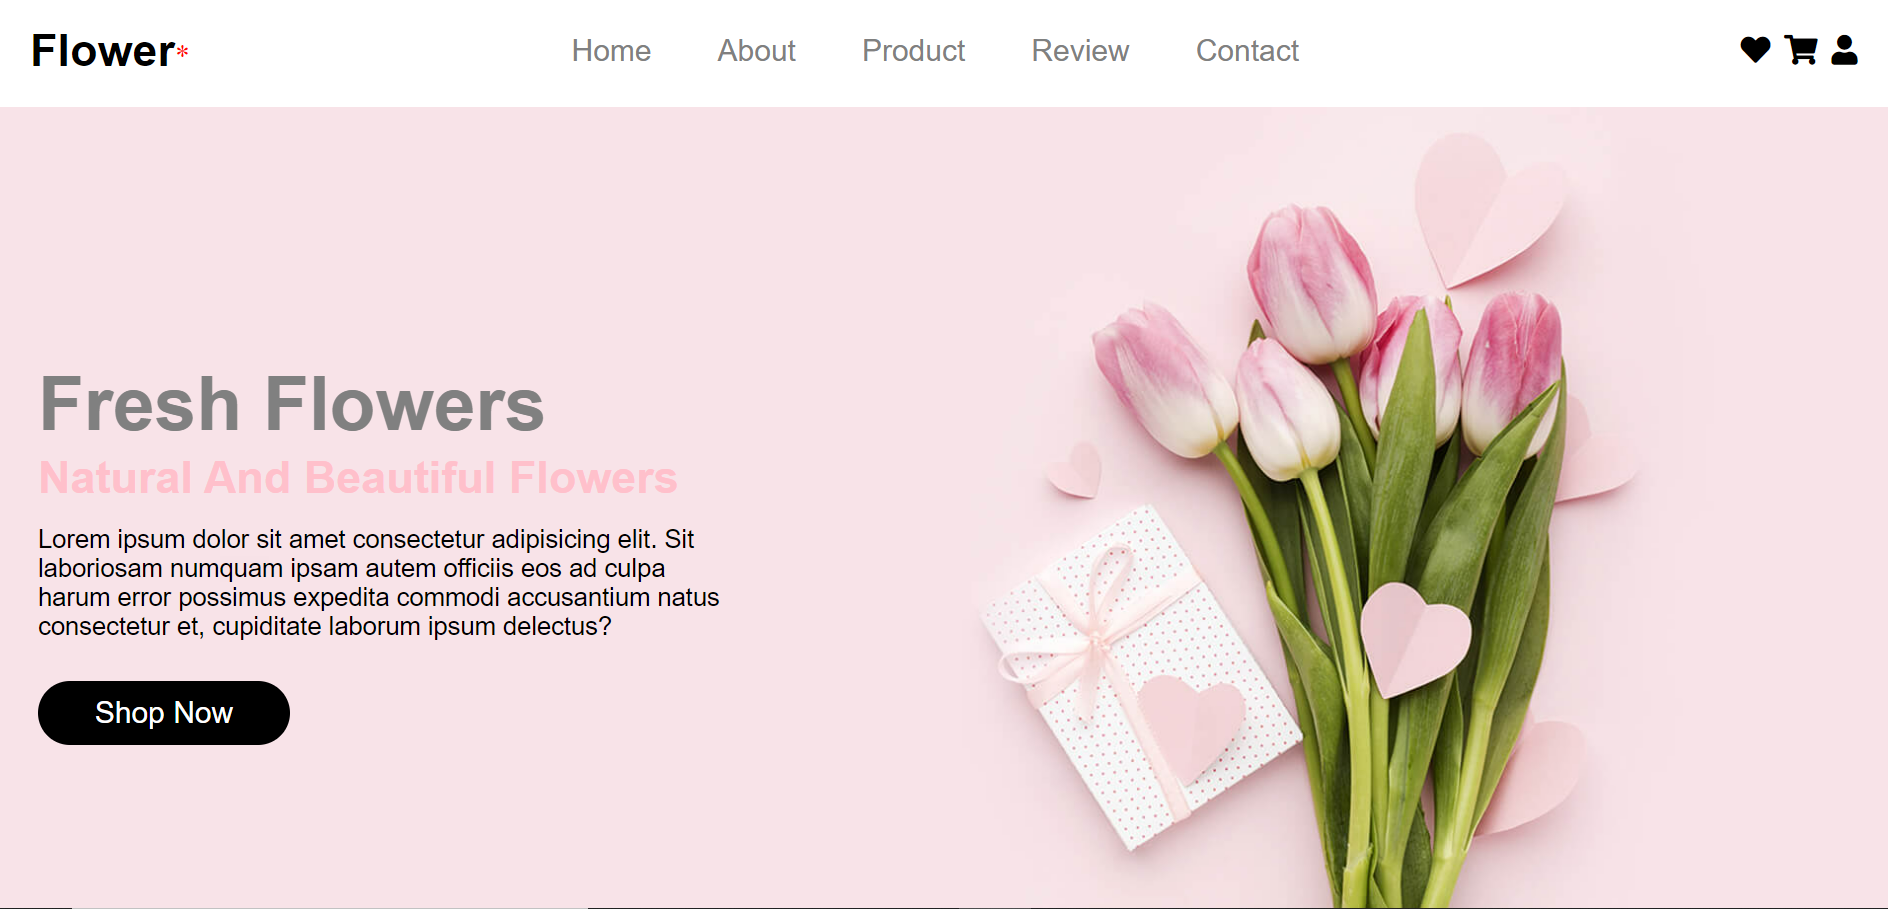 Flower*
Home About Product Review Contact
Fresh Flowers
Natural And Beautiful Flowers
Lorem ipsum dolor sit amet consectetur adipisicing elit. Sit
laboriosam numquam ipsam autem officiis eos ad culpa
harum error possimus expedita commodi accusantium natus
consectetur et, cupiditate laborum ipsum delectus?
Shop Now